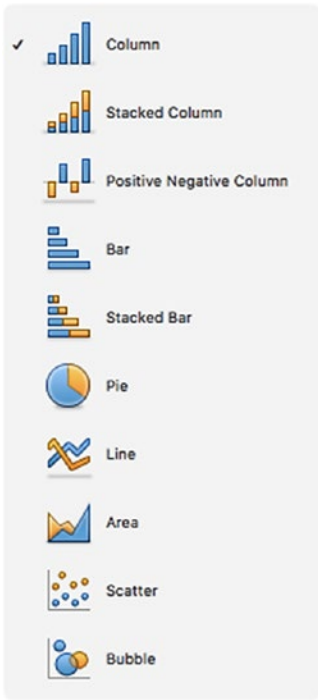 Column
Stacked Column
Positive Negative Column
Bar
Stacked Bar
Pie
Line
Area
Scatter
Bubble